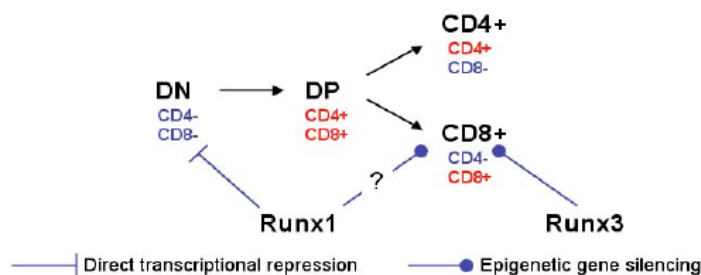 CD4+
CD4+
CD8-
DN
CD4-
CD8-
DP
CD4+
CD8+
CD8+
CD4-
CD8+
?
Runx1
Runx3
Direct transcriptional repression
Epigenetic gene silencing